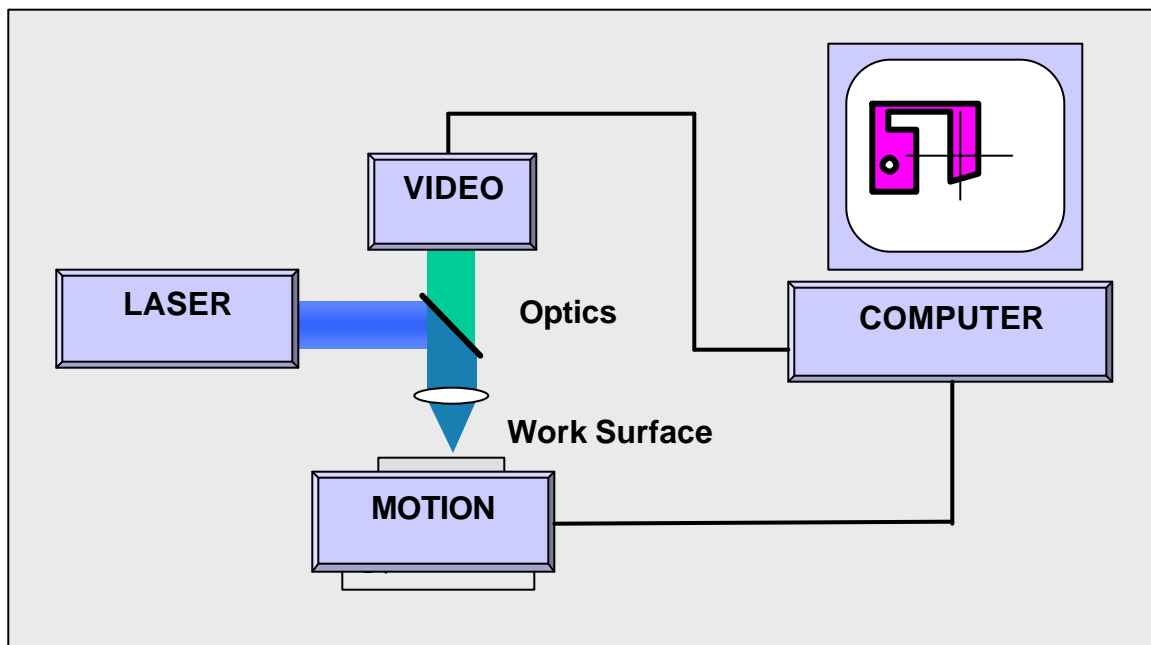 VIDEO
LASER
Optics
COMPUTER
Work Surface
MOTION